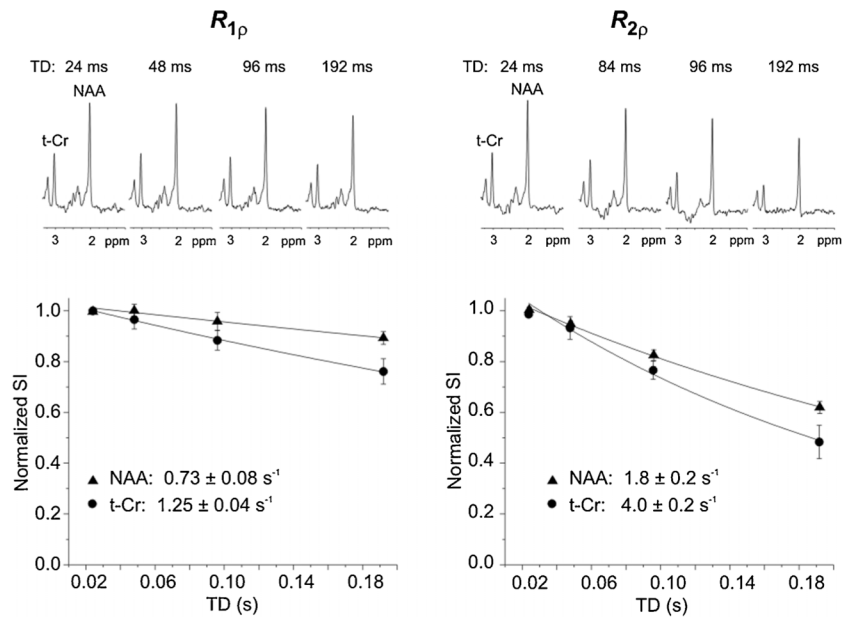 R1ρ
TD: 24 ms 48 ms 96 ms 192 ms
NAA
t-Cr
3 2 ppm 3 2 ppm 3 2 ppm 3 2 ppm
R2ρ
TD: 24 ms 84 ms 96 ms 192 ms
NAA
t-Cr
3 2 ppm 3 2 ppm 3 2 ppm 3 2 ppm
Normalized SI
1.0
0.8
0.6
0.4
0.2
0.0
NAA: 0.73 ± 0.08 s-1
t-Cr: 1.25 ± 0.04 s-1
0.02 0.06 0.10 0.14 0.18
TD (s)
Normalized SI
1.0
0.8
0.6
0.4
0.2
0.0
NAA: 1.8 ± 0.2 s-1
t-Cr: 4.0 ± 0.2 s-1
0.02 0.06 0.10 0.14 0.18
TD (s)